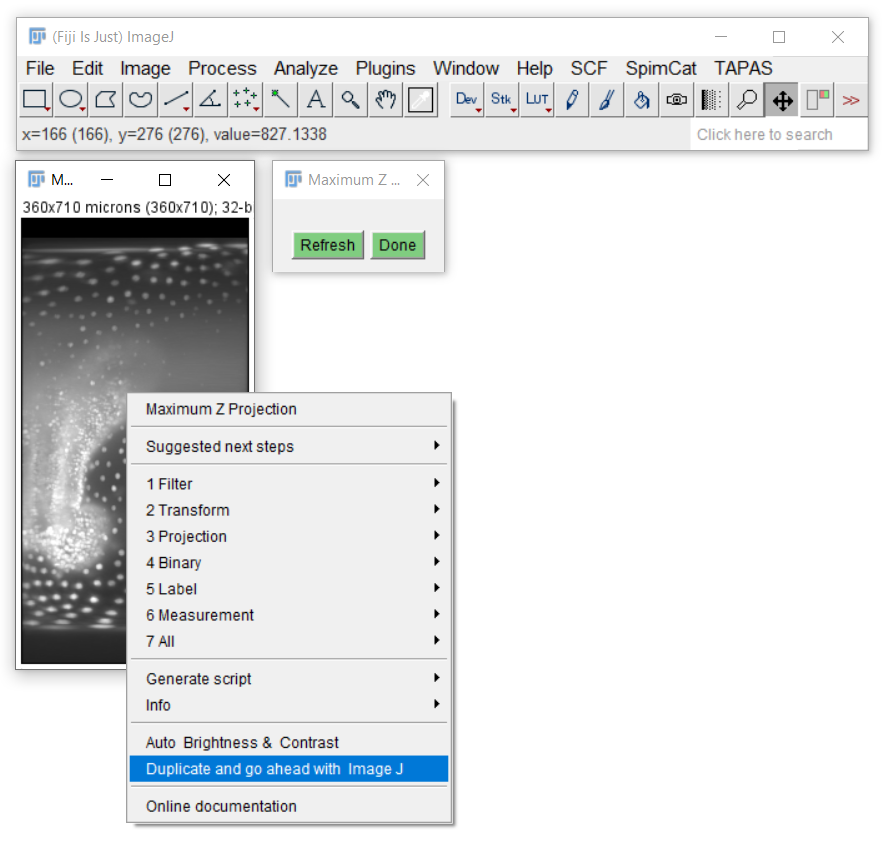 (Fiji Is Just) ImageJ
File Edit Image Process Analyze Plugins Window Help SCF SpimCat TAPAS
A Dev Stk LUT >>
x=166 (166), y=276 (276), value=827.1338
Click here to search
M...
Maximum Z ...
360x710 microns (360x710); 32-b
Refresh Done
Maximum Z Projection
Suggested next steps
1 Filter
2 Transform
3 Projection
4 Binary
5 Label
6 Measurement
7 All
Generate script
Info
Auto Brightness & Contrast
Duplicate and go ahead with Image J
Online documentation